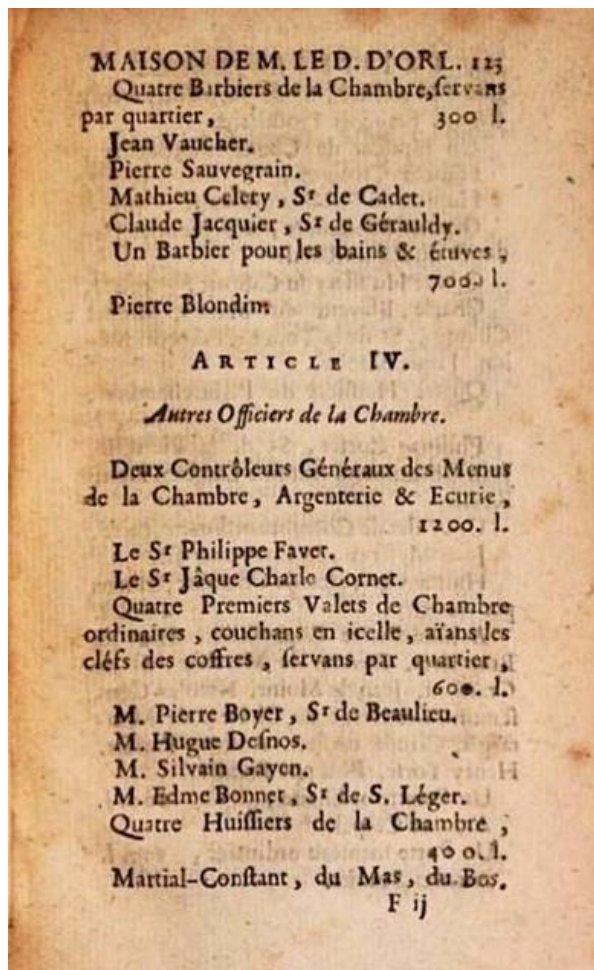 MAISON DE M. LE D. D'ORL. 123
Quatre Barbiers de la Chambre, servans
par quartier, 300 l.
Jean Vaucher.
Pierre Sauvegrain.
Mathieu Celery, Sr de Cadet.
Claude Jacquier, Sr de Gérauldy.
Un Barbier pour les bains & étuves,
700. l.
Pierre Blondim
ARTICLE IV.
Autres Officiers de la Chambre.
Deux Contrôleurs Généraux des Menus
de la Chambre, Argenterie & Ecurie,
1200. l.
Le Sr Philippe Faver.
Le Sr Jâque Charle Cornet.
Quatre Premiers Valets de Chambre
ordinaires, couchans en icelle, aïans les
cléfs des coffres, servans par quartier,
600. l.
M. Pierre Boyer, Sr de Beaulieu.
M. Hugue Desnos.
M. Silvain Gayen.
M. Edme Bonnet, Sr de S. Léger.
Quatre Huissiers de la Chambre,
400. l.
Martial-Constant, du Mas, du Bos.
F ij